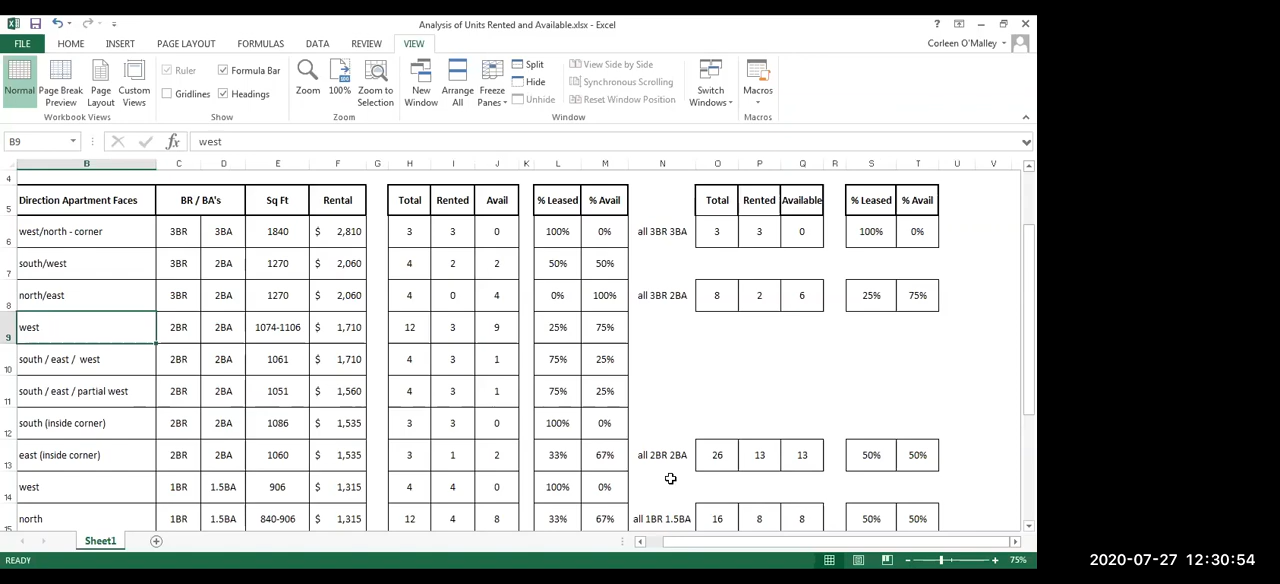 Analysis of Units Rented and Available.xlsx - Excel
FILE HOME INSERT PAGE LAYOUT FORMULAS DATA REVIEW VIEW Corleen O'Malley
Normal Page Break Preview Page Layout Custom Views
Workbook Views
Ruler Formula Bar
Gridlines Headings
Show
Zoom 100% Zoom to Selection
Zoom
New Window Arrange All Freeze Panes
Split
Hide
Unhide
View Side by Side
Synchronous Scrolling
Reset Window Position
Window
Switch Windows
Macros
Macros
B9 fx west
B C D E F G H I J K L M N O P Q R S T U V
4
5 Direction Apartment Faces BR / BA's Sq Ft Rental Total Rented Avail % Leased % Avail Total Rented Available % Leased % Avail
6 west/north - corner 3BR 3BA 1840 $ 2,810 3 3 0 100% 0% all 3BR 3BA 3 3 0 100% 0%
7 south/west 3BR 2BA 1270 $ 2,060 4 2 2 50% 50%
8 north/east 3BR 2BA 1270 $ 2,060 4 0 4 0% 100% all 3BR 2BA 8 2 6 25% 75%
9 west 2BR 2BA 1074-1106 $ 1,710 12 3 9 25% 75%
10 south / east / west 2BR 2BA 1061 $ 1,710 4 3 1 75% 25%
11 south / east / partial west 2BR 2BA 1051 $ 1,560 4 3 1 75% 25%
12 south (inside corner) 2BR 2BA 1086 $ 1,535 3 3 0 100% 0%
13 east (inside corner) 2BR 2BA 1060 $ 1,535 3 1 2 33% 67% all 2BR 2BA 26 13 13 50% 50%
14 west 1BR 1.5BA 906 $ 1,315 4 4 0 100% 0%
15 north 1BR 1.5BA 840-906 $ 1,315 12 4 8 33% 67% all 1BR 1.5BA 16 8 8 50% 50%
Sheet1
READY 75%
2020-07-27 12:30:54